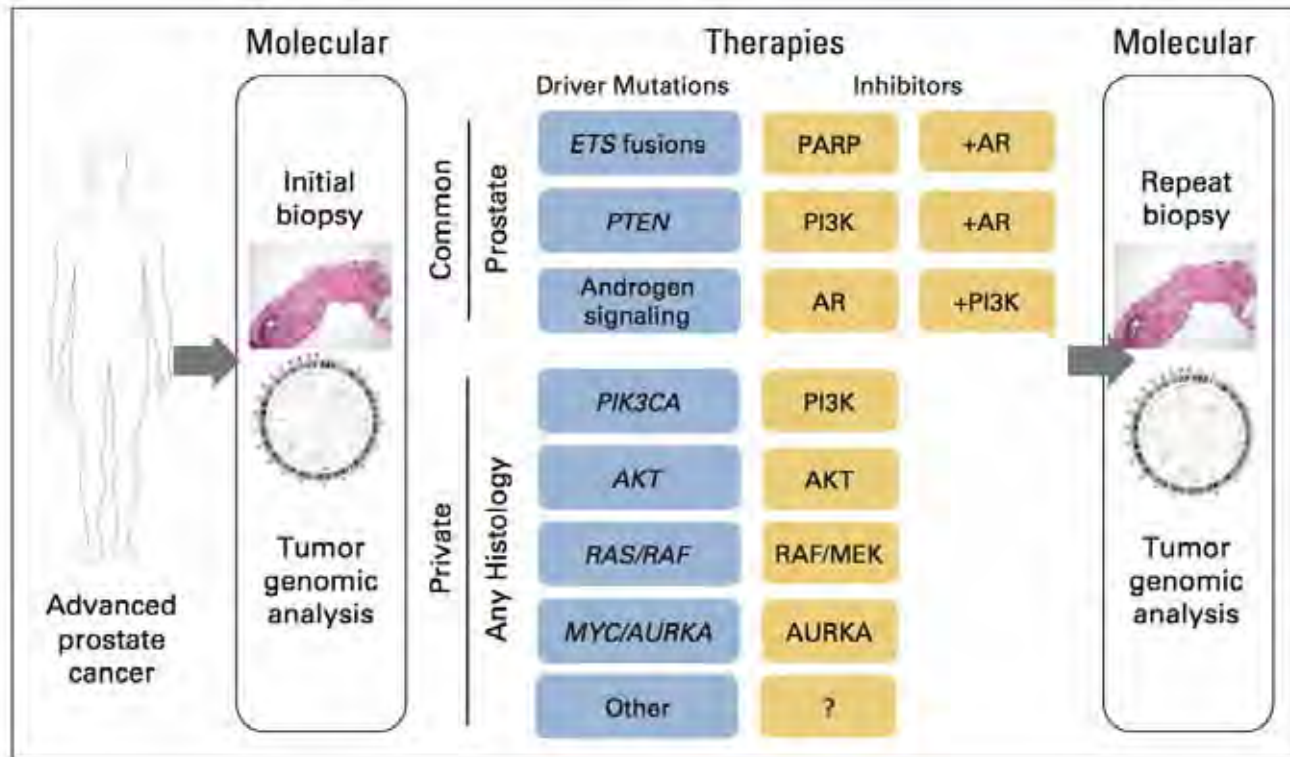 Molecular
Therapies
Molecular
Driver Mutations
Inhibitors
Initial
biopsy
Tumor
genomic
analysis
Advanced
prostate
cancer
Common
Prostate
ETS fusions
PARP
+AR
PTEN
PI3K
+AR
Androgen
signaling
AR
+PI3K
Private
Any Histology
PIK3CA
PI3K
AKT
AKT
RAS/RAF
RAF/MEK
MYC/AURKA
AURKA
Other
?
Repeat
biopsy
Tumor
genomic
analysis